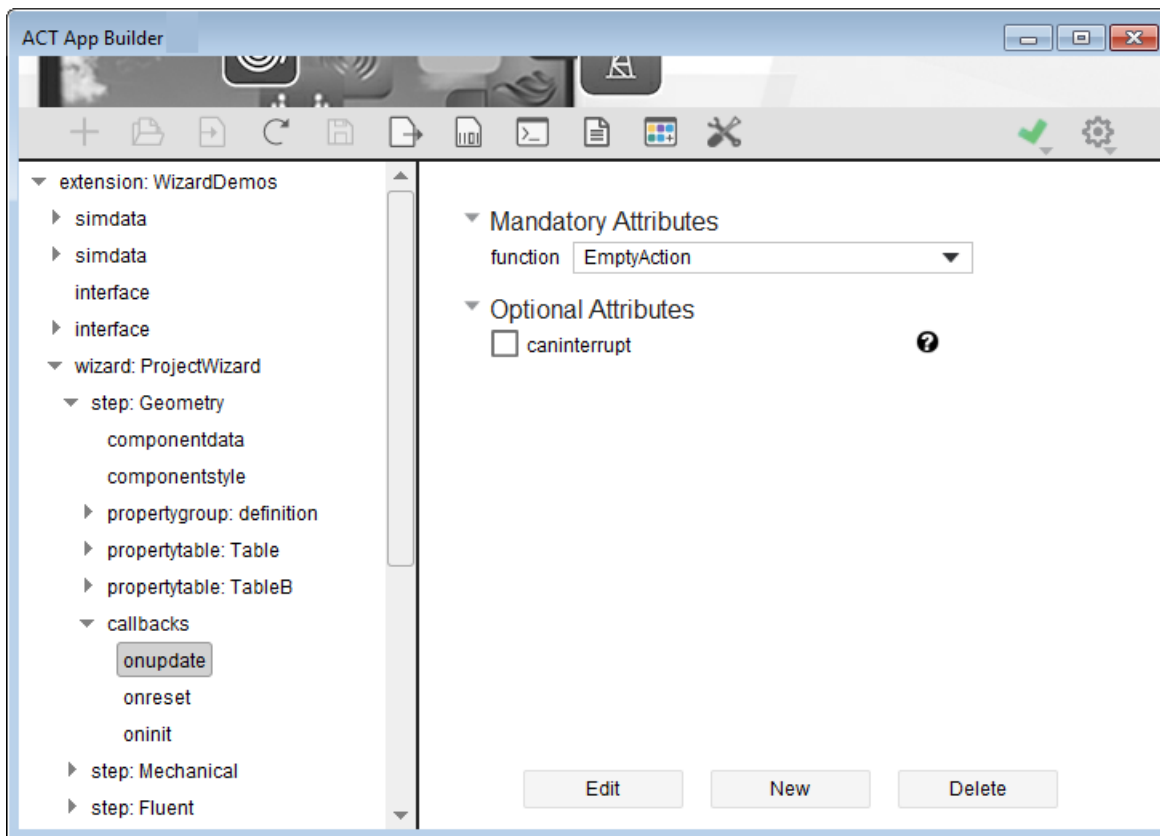 ACT App Builder
extension: WizardDemos
simdata
simdata
interface
interface
wizard: ProjectWizard
step: Geometry
componentdata
componentstyle
propertygroup: definition
propertytable: Table
propertytable: TableB
callbacks
onupdate
onreset
oninit
step: Mechanical
step: Fluent
Mandatory Attributes
function EmptyAction
Optional Attributes
caninterrupt
Edit New Delete